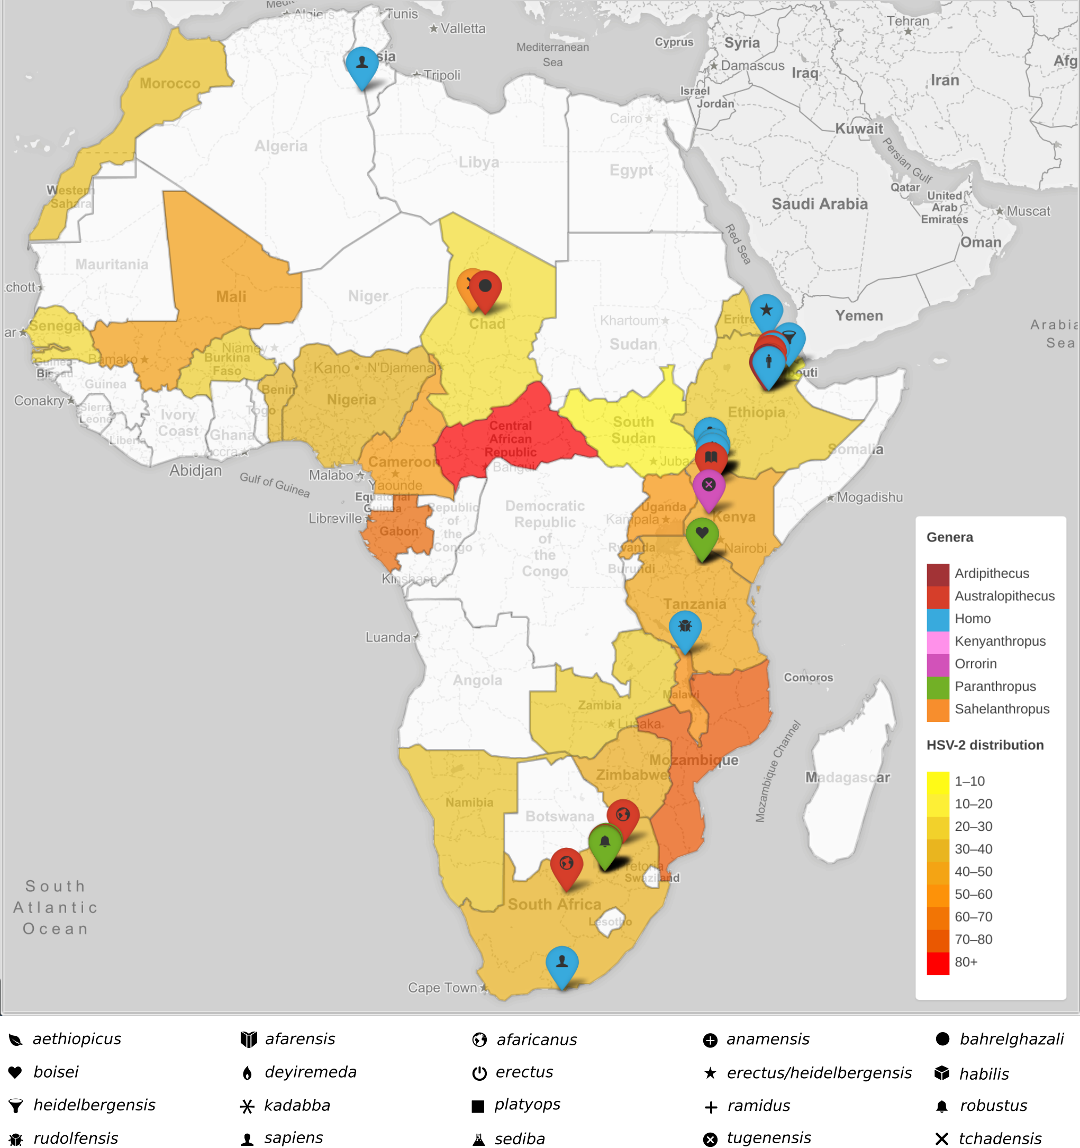 Algiers
Tunis
Valletta
Mediterranean
Sea
Tripoli
Cyprus
Syria
Damascus
Iraq
Tehran
Iran
Israel
Jordan
Cairo
Kuwait
Persian Gulf
Qatar
United
Arab
Emirates
Muscat
Oman
Saudi Arabia
Red Sea
Yemen
Morocco
Algeria
Libya
Egypt
Western
Sahara
Mauritania
Mali
Niger
Chad
Khartoum
Sudan
Senegal
Bamako
Niamey
Burkina
Faso
Guinea
Conakry
Sierra
Leone
Liberia
Ivory
Coast
Ghana
Accra
Togo
Benin
Kano
N'Djamena
Nigeria
Abidjan
Gulf of Guinea
Malabo
Cameroon
Yaounde
Equatorial
Guinea
Libreville
Gabon
Central
African
Republic
Bangui
South
Sudan
Juba
Ethiopia
Somalia
Mogadishu
Republic
of the
Congo
Democratic
Republic
of the
Congo
Kinshasa
Uganda
Kampala
Kenya
Nairobi
Rwanda
Burundi
Tanzania
Luanda
Angola
Zambia
Lusaka
Malawi
Comoros
Mozambique
Mozambique Channel
Madagascar
Zimbabwe
Namibia
Botswana
Swaziland
South Africa
Lesotho
Cape Town
South
Atlantic
Ocean
Genera
Ardipithecus
Australopithecus
Homo
Kenyanthropus
Orrorin
Paranthropus
Sahelanthropus
HSV-2 distribution
1–10
10–20
20–30
30–40
40–50
50–60
60–70
70–80
80+
aethiopicus afarensis afaricanus anamensis bahrelghazali
boisei deyiremeda erectus erectus/heidelbergensis habilis
heidelbergensis kadabba platyops ramidus robustus
rudolfensis sapiens sediba tugenensis tchadensis